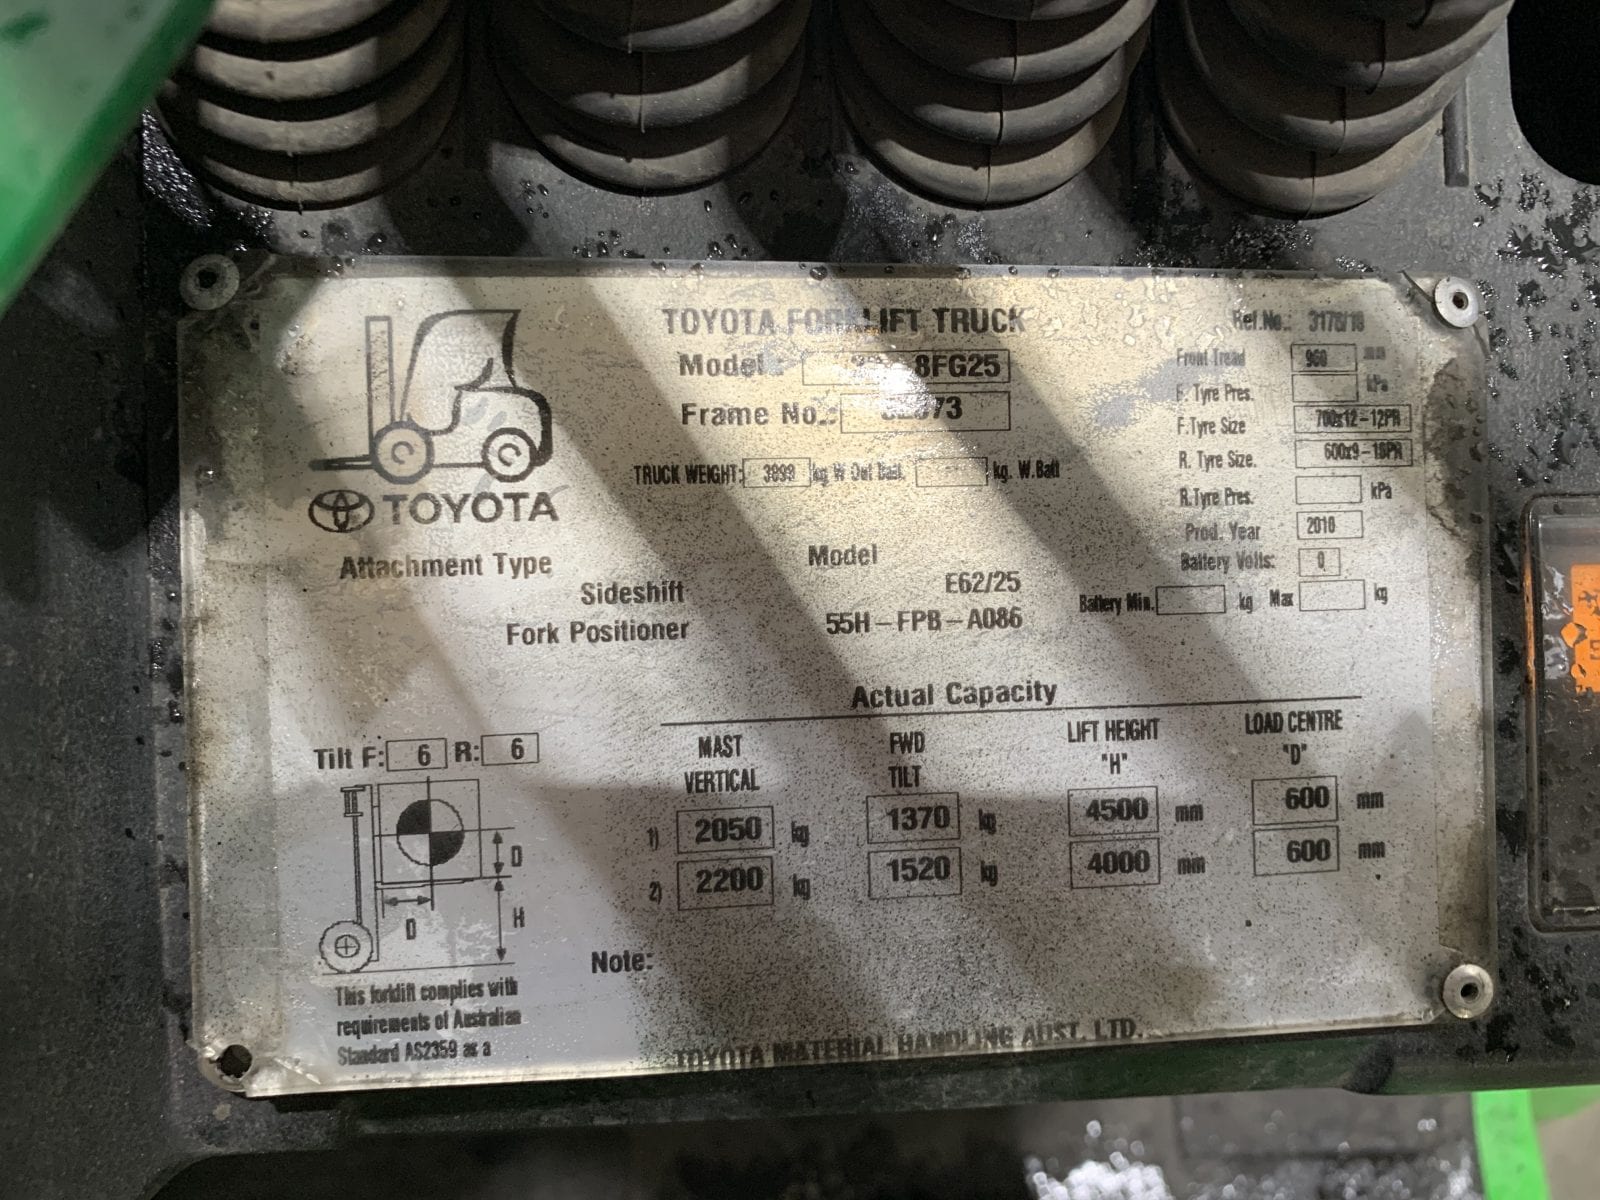 TOYOTA FORKLIFT TRUCK
Ref.No.: 3178/18
Model : 8FG25
Frame No.:
TRUCK WEIGHT: kg W Out Batt. kg. W.Batt
Front Tread 960 mm
F. Tyre Pres. kPa
F.Tyre Size 700x12-12PR
R. Tyre Size. 600x9-
R.Tyre Pres. kPa
Prod. Year 2010
Battery Volts: 0
Battery Min. kg Max kg
TOYOTA
Attachment Type Model
Sideshift E62/25
Fork Positioner 55H-FPB-A086
Actual Capacity
MAST VERTICAL FWD TILT LIFT HEIGHT "H" LOAD CENTRE "D"
1) 2050 kg 1370 kg 4500 mm 600 mm
2) 2200 kg 1520 kg 4000 mm 600 mm
Tilt F: 6 R: 6
D
D
H
Note:
This forklift complies with
requirements of Australian
Standard AS2359 as a
TOYOTA MATERIAL HANDLING AUST. LTD.